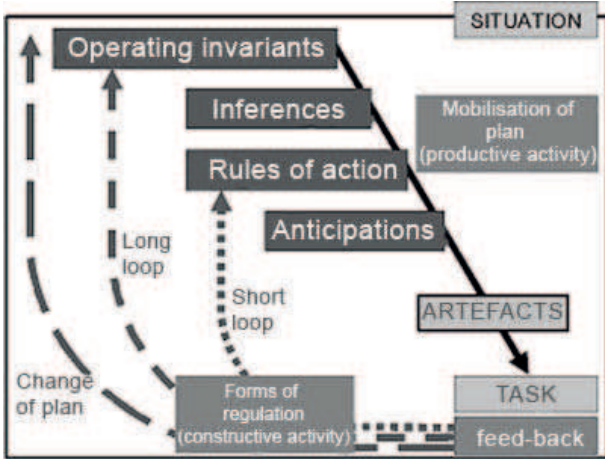 SITUATION
Operating invariants
Inferences
Mobilisation of
plan
(productive activity)
Rules of action
Anticipations
Long
loop
Short
loop
ARTEFACTS
Change
of plan
Forms of
regulation
(constructive activity)
TASK
feed-back